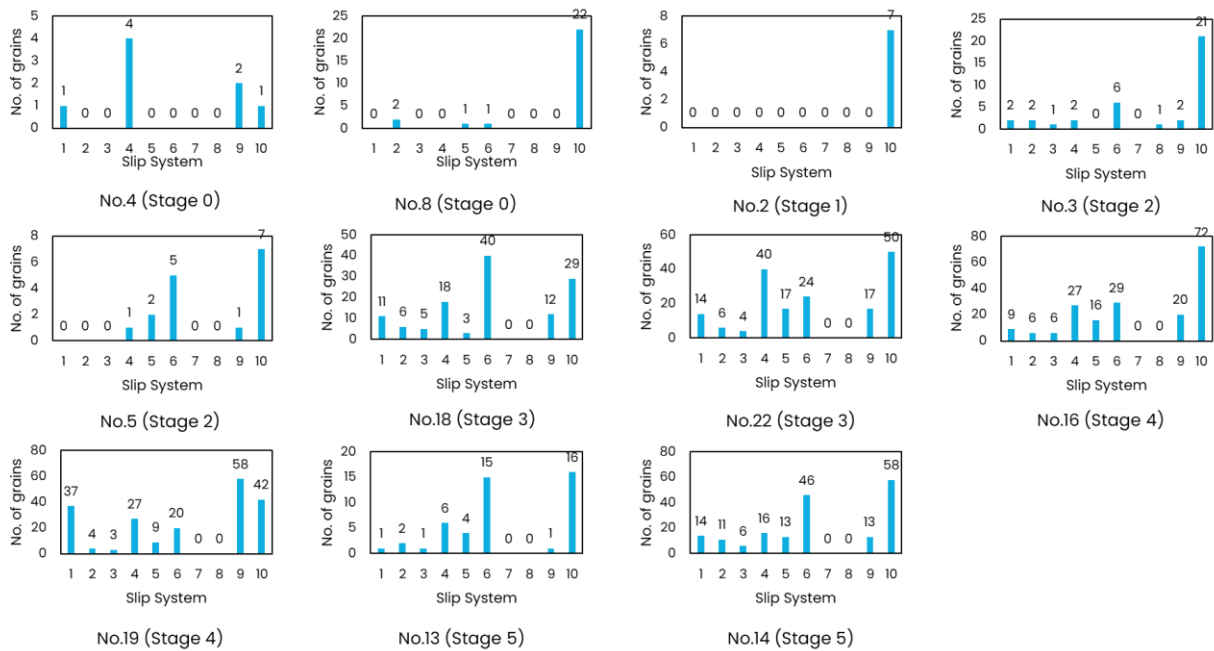 No. of grains
5
4
3
2
1
0
1 0 0 4 0 0 0 0 2 1
1 2 3 4 5 6 7 8 9 10
Slip System
No.4 (Stage 0)
No. of grains
25
20
15
10
5
0
0 2 0 0 1 1 0 0 0 22
1 2 3 4 5 6 7 8 9 10
Slip System
No.8 (Stage 0)
No. of grains
8
6
4
2
0
0 0 0 0 0 0 0 0 0 7
1 2 3 4 5 6 7 8 9 10
Slip System
No.2 (Stage 1)
No. of grains
25
20
15
10
5
0
2 2 1 2 0 6 0 1 2 21
1 2 3 4 5 6 7 8 9 10
Slip System
No.3 (Stage 2)
No. of grains
8
6
4
2
0
0 0 0 1 2 5 0 0 1 7
1 2 3 4 5 6 7 8 9 10
Slip System
No.5 (Stage 2)
No. of grains
50
40
30
20
10
0
11 6 5 18 3 40 0 0 12 29
1 2 3 4 5 6 7 8 9 10
Slip System
No.18 (Stage 3)
No. of grains
60
40
20
0
14 6 4 40 17 24 0 0 17 50
1 2 3 4 5 6 7 8 9 10
Slip System
No.22 (Stage 3)
No. of grains
80
60
40
20
0
9 6 6 27 16 29 0 0 20 72
1 2 3 4 5 6 7 8 9 10
Slip System
No.16 (Stage 4)
No. of grains
80
60
40
20
0
37 4 3 27 9 20 0 0 58 42
1 2 3 4 5 6 7 8 9 10
Slip System
No.19 (Stage 4)
No. of grains
20
15
10
5
0
1 2 1 6 4 15 0 0 1 16
1 2 3 4 5 6 7 8 9 10
Slip System
No.13 (Stage 5)
No. of grains
80
60
40
20
0
14 11 6 16 13 46 0 0 13 58
1 2 3 4 5 6 7 8 9 10
Slip System
No.14 (Stage 5)